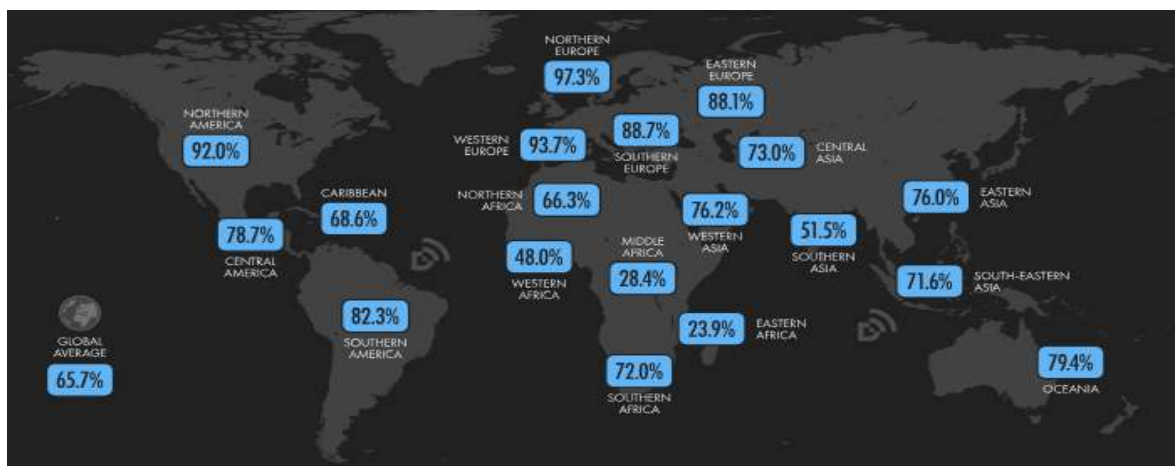 NORTHERN
EUROPE
97.3%
EASTERN
EUROPE
88.1%
NORTHERN
AMERICA
92.0%
WESTERN
EUROPE
93.7%
88.7%
SOUTHERN
EUROPE
73.0%
CENTRAL
ASIA
CARIBBEAN
68.6%
NORTHERN
AFRICA
66.3%
76.2%
WESTERN
ASIA
76.0%
EASTERN
ASIA
78.7%
CENTRAL
AMERICA
48.0%
WESTERN
AFRICA
MIDDLE
AFRICA
28.4%
51.5%
SOUTHERN
ASIA
71.6%
SOUTH-EASTERN
ASIA
82.3%
SOUTHERN
AMERICA
23.9%
EASTERN
AFRICA
GLOBAL
AVERAGE
65.7%
72.0%
SOUTHERN
AFRICA
79.4%
OCEANIA